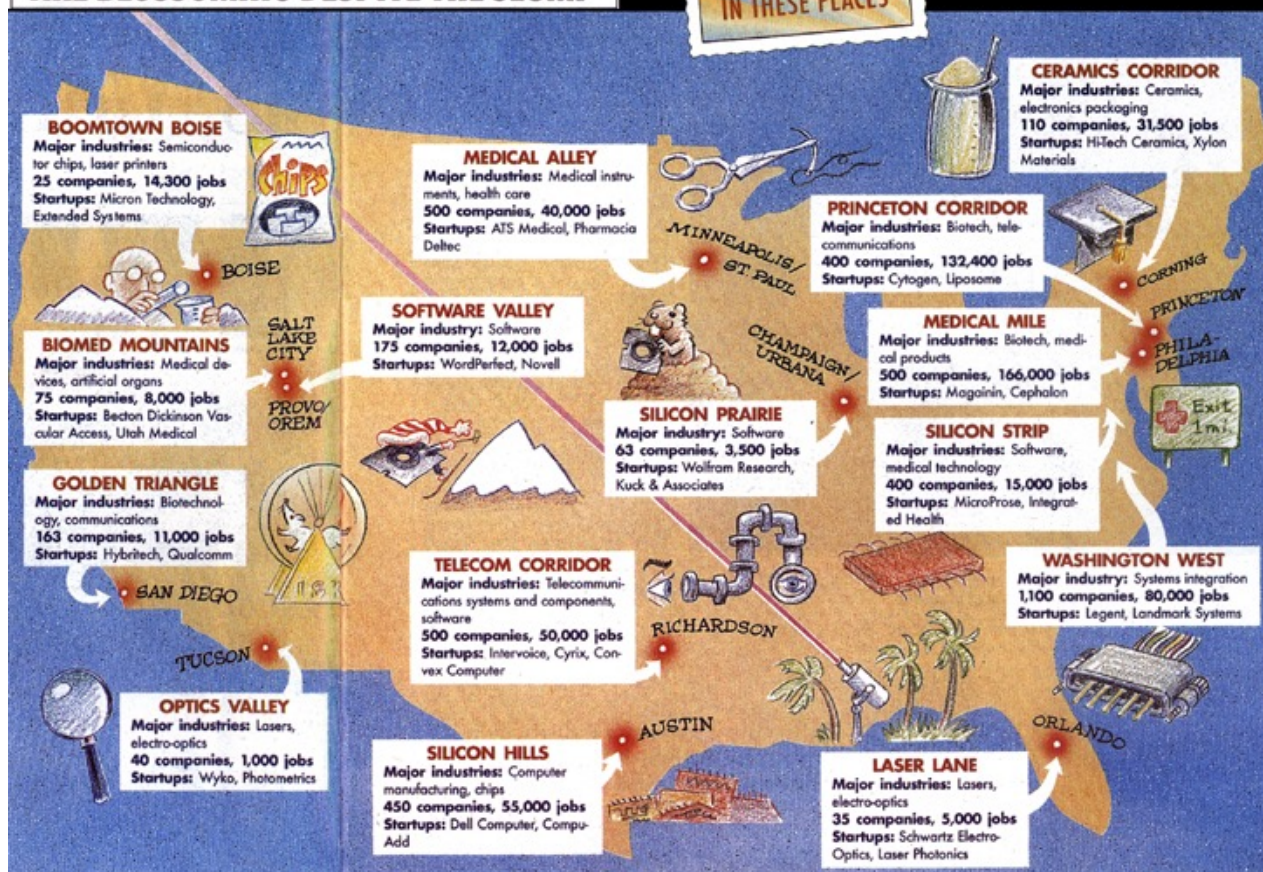 IN THESE PLACES
BOOMTOWN BOISE
Major industries: Semiconduc-
tor chips, laser printers
25 companies, 14,300 jobs
Startups: Micron Technology,
Extended Systems
Chips
BOISE
MEDICAL ALLEY
Major industries: Medical instru-
ments, health care
500 companies, 40,000 jobs
Startups: ATS Medical, Pharmacia
Deltec
MINNEAPOLIS/
ST. PAUL
CERAMICS CORRIDOR
Major industries: Ceramics,
electronics packaging
110 companies, 31,500 jobs
Startups: Hi-Tech Ceramics, Xylon
Materials
CORNING
PRINCETON CORRIDOR
Major industries: Biotech, tele-
communications
400 companies, 132,400 jobs
Startups: Cytogen, Liposome
PRINCETON
BIOMED MOUNTAINS
Major industries: Medical de-
vices, artificial organs
75 companies, 8,000 jobs
Startups: Becton Dickinson Vas-
cular Access, Utah Medical
SALT
LAKE
CITY
PROVO/
OREM
SOFTWARE VALLEY
Major industry: Software
175 companies, 12,000 jobs
Startups: WordPerfect, Novell
CHAMPAIGN/
URBANA
SILICON PRAIRIE
Major industry: Software
63 companies, 3,500 jobs
Startups: Wolfram Research,
Kuck & Associates
MEDICAL MILE
Major industries: Biotech, medi-
cal products
500 companies, 166,000 jobs
Startups: Magainin, Cephalon
PHILA-
DELPHIA
Exit
1 mi.
SILICON STRIP
Major industries: Software,
medical technology
400 companies, 15,000 jobs
Startups: MicroProse, Integrat-
ed Health
GOLDEN TRIANGLE
Major industries: Biotechnol-
ogy, communications
163 companies, 11,000 jobs
Startups: Hybritech, Qualcomm
SAN DIEGO
TELECOM CORRIDOR
Major industries: Telecommuni-
cations systems and components,
software
500 companies, 50,000 jobs
Startups: Intervoice, Cyrix, Con-
vex Computer
RICHARDSON
WASHINGTON WEST
Major industry: Systems integration
1,100 companies, 80,000 jobs
Startups: Legent, Landmark Systems
TUCSON
OPTICS VALLEY
Major industries: Lasers,
electro-optics
40 companies, 1,000 jobs
Startups: Wyko, Photometrics
SILICON HILLS
Major industries: Computer
manufacturing, chips
450 companies, 55,000 jobs
Startups: Dell Computer, Compu-
Add
AUSTIN
LASER LANE
Major industries: Lasers,
electro-optics
35 companies, 5,000 jobs
Startups: Schwartz Electro-
Optics, Laser Photonics
ORLANDO